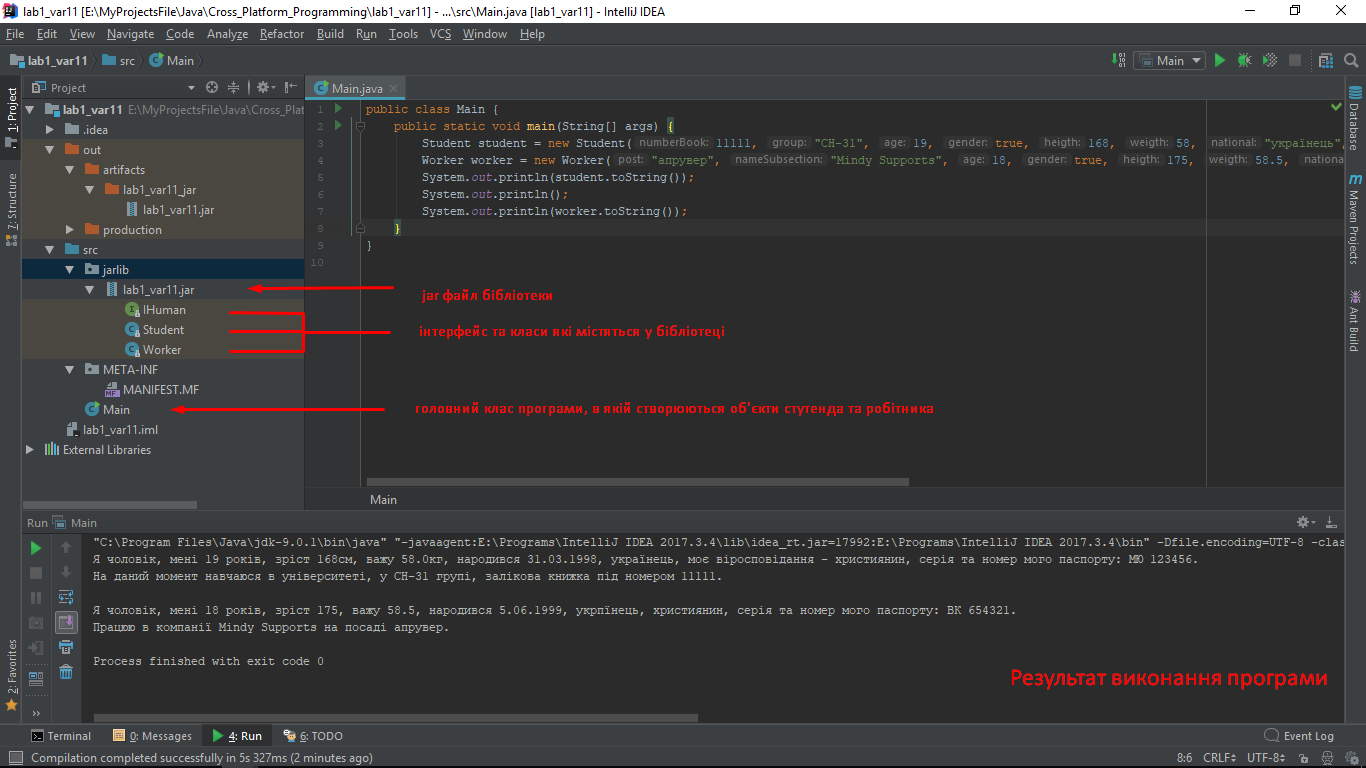 lab1_var11 [E:\MyProjectsFile\Java\Cross_Platform_Programming\lab1_var11] - ...\src\Main.java [lab1_var11] - IntelliJ IDEA
File Edit View Navigate Code Analyze Refactor Build Run Tools VCS Window Help
lab1_var11 src Main
Main
Project
Main.java
1: Project
7: Structure
2: Favorites
Database
Maven Projects
Ant Build
lab1_var11 E:\MyProjectsFile\Java\Cross_Plat
.idea
out
artifacts
lab1_var11_jar
lab1_var11.jar
production
src
jarlib
lab1_var11.jar
IHuman
Student
Worker
META-INF
MANIFEST.MF
Main
lab1_var11.iml
External Libraries
1 public class Main {
2 public static void main(String[] args) {
3 Student student = new Student( numberBook: 11111, group: "СН-31", age: 19, gender: true, heigth: 168, weigth: 58, national: "українець",
4 Worker worker = new Worker( post: "апрувер", nameSubsection: "Mindy Supports", age: 18, gender: true, heigth: 175, weigth: 58.5, nationa
5 System.out.println(student.toString());
6 System.out.println();
7 System.out.println(worker.toString());
8 }
9 }
10
jar файл бібліотеки
інтерфейс та класи які містяться у бібліотеці
головний клас програми, в якій створюються об'єкти стутенда та робітника
Main
Run Main
"C:\Program Files\Java\jdk-9.0.1\bin\java" "-javaagent:E:\Programs\IntelliJ IDEA 2017.3.4\lib\idea_rt.jar=17992:E:\Programs\IntelliJ IDEA 2017.3.4\bin" -Dfile.encoding=UTF-8 -clas
Я чоловік, мені 19 років, зріст 168см, важу 58.0кг, народився 31.03.1998, українець, моє віросповідання - християнин, серія та номер мого паспорту: МЮ 123456.
На даний момент навчаюся в університеті, у СН-31 групі, залікова книжка під номером 11111.
Я чоловік, мені 18 років, зріст 175, важу 58.5, народився 5.06.1999, укрпїнець, християнин, серія та номер мого паспорту: ВК 654321.
Працюю в компанії Mindy Supports на посаді апрувер.
Process finished with exit code 0
Результат виконання програми
Terminal 0: Messages 4: Run 6: TODO Event Log
Compilation completed successfully in 5s 327ms (2 minutes ago) 8:6 CRLF UTF-8